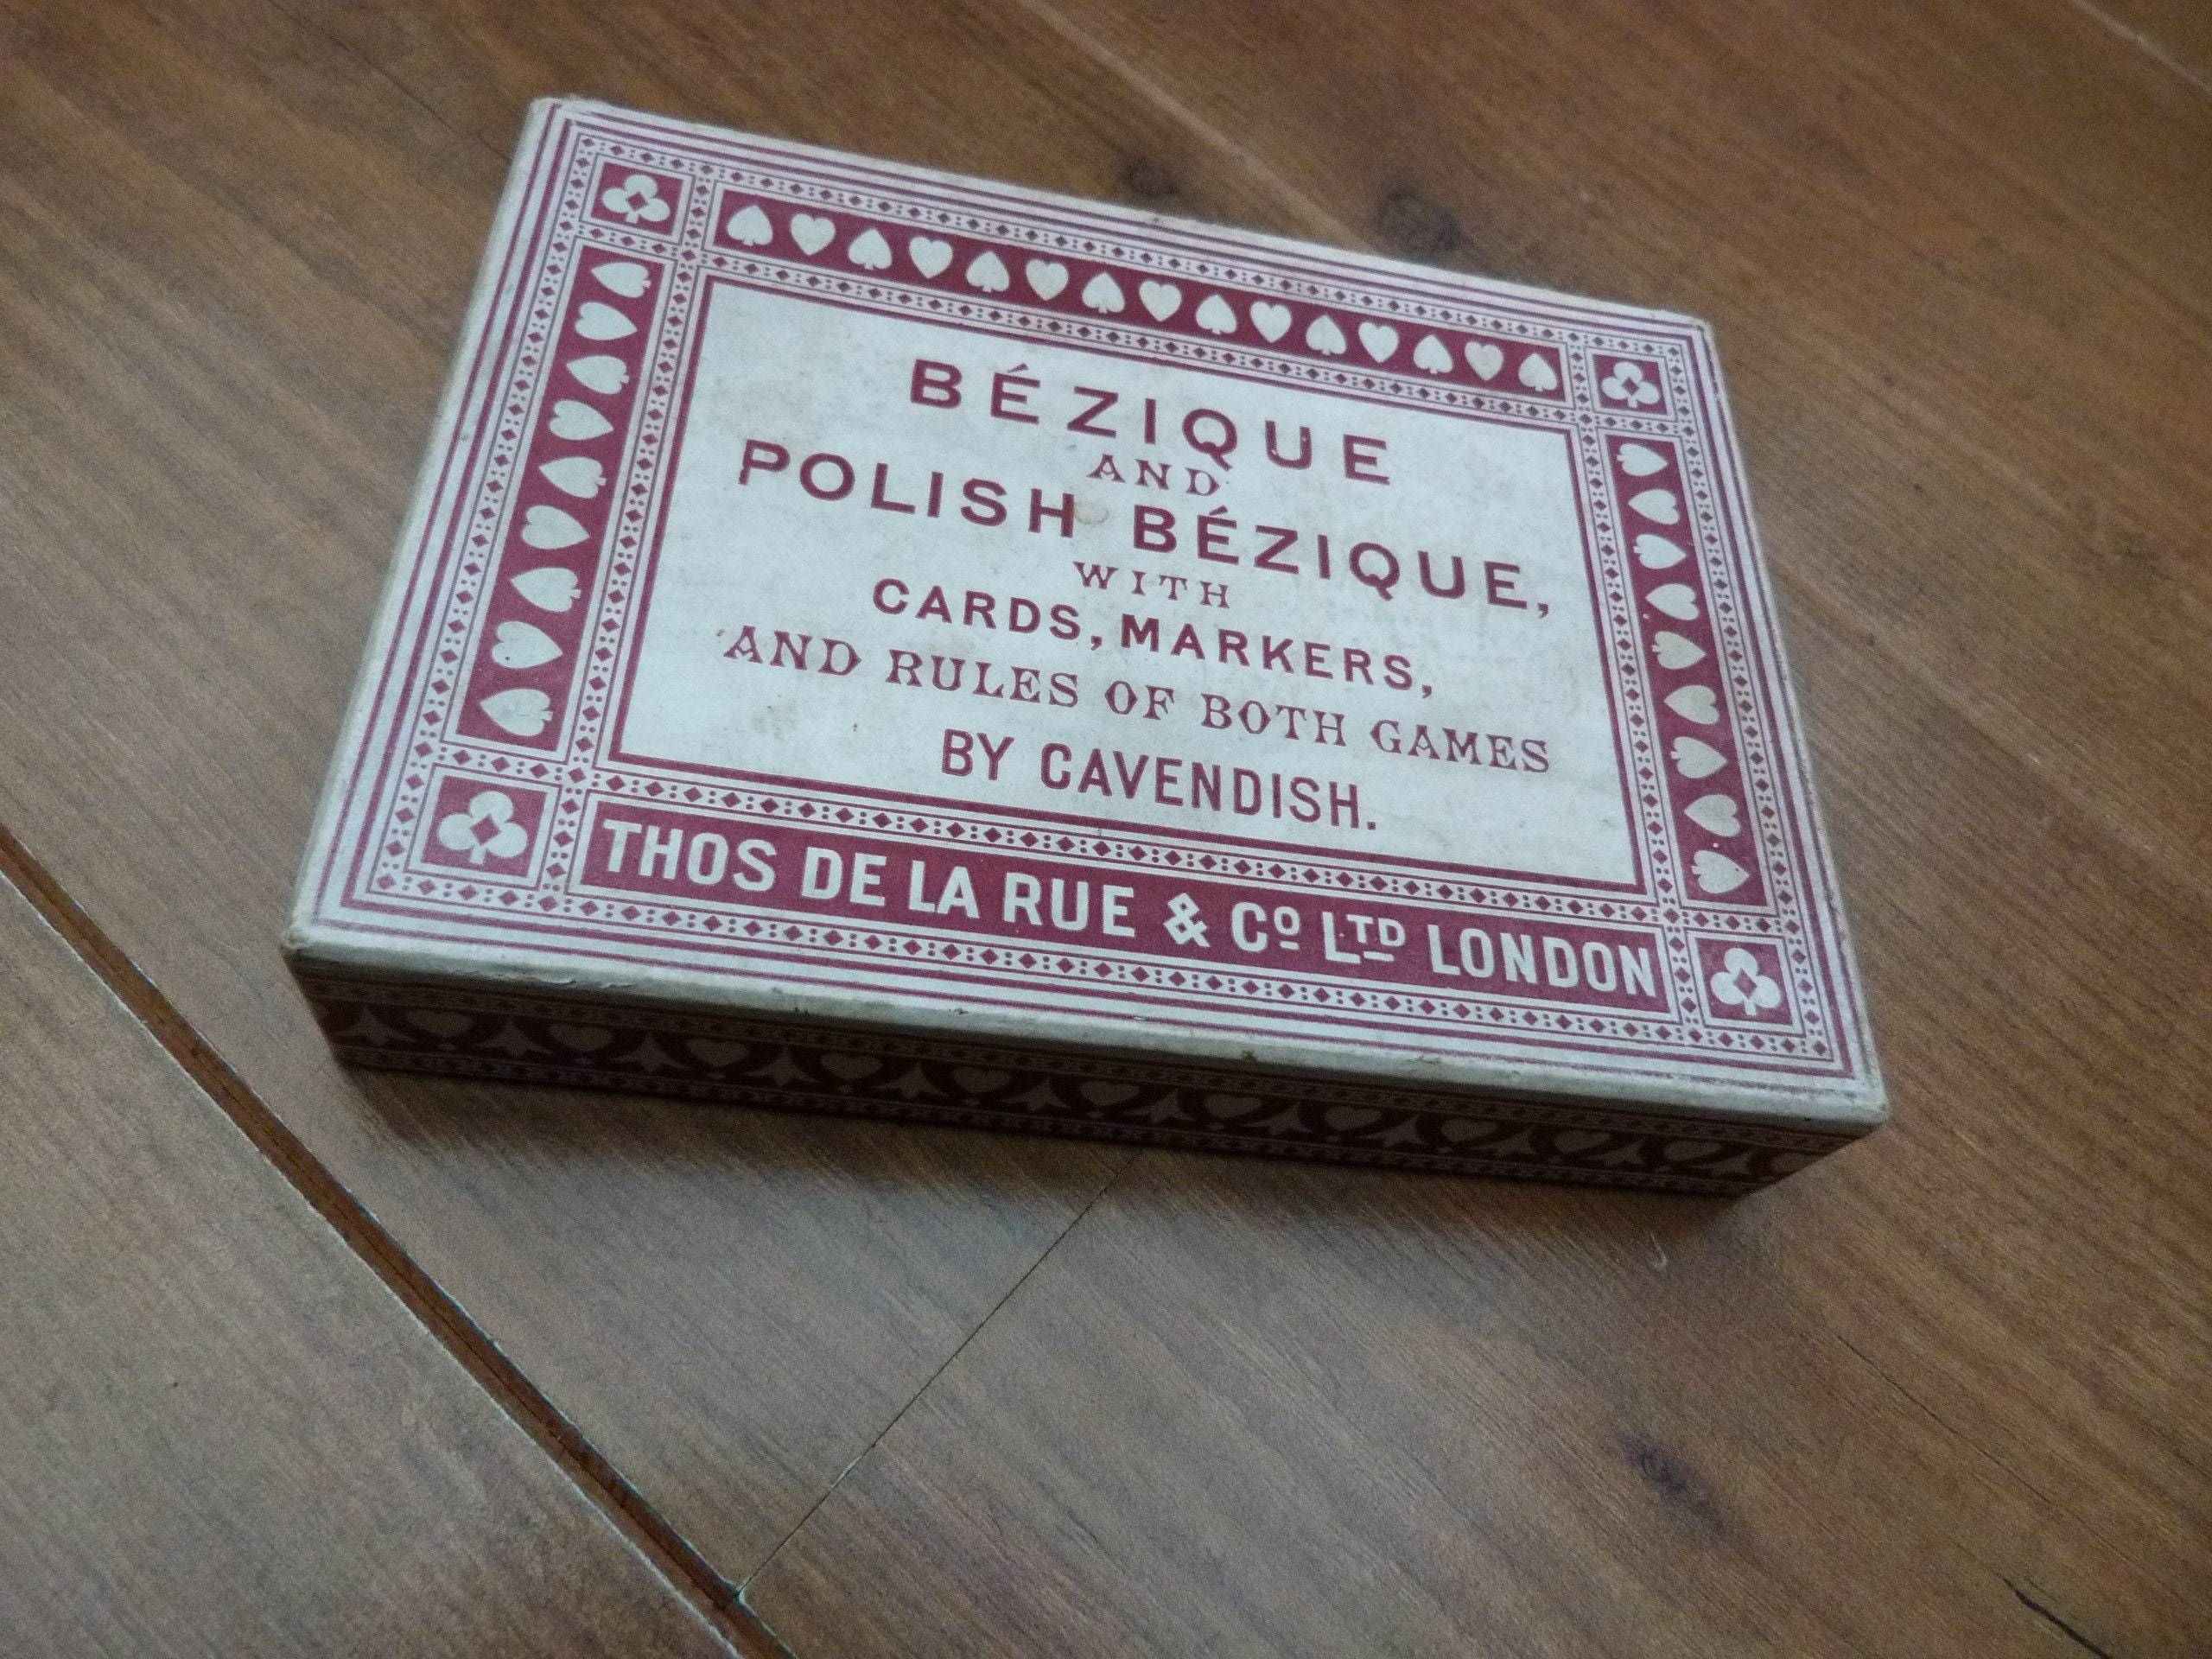 BÉZIQUE
AND
POLISH BÉZIQUE,
WITH
CARDS, MARKERS,
AND RULES OF BOTH GAMES
BY CAVENDISH.
THOS DE LA RUE & Cº LTD LONDON